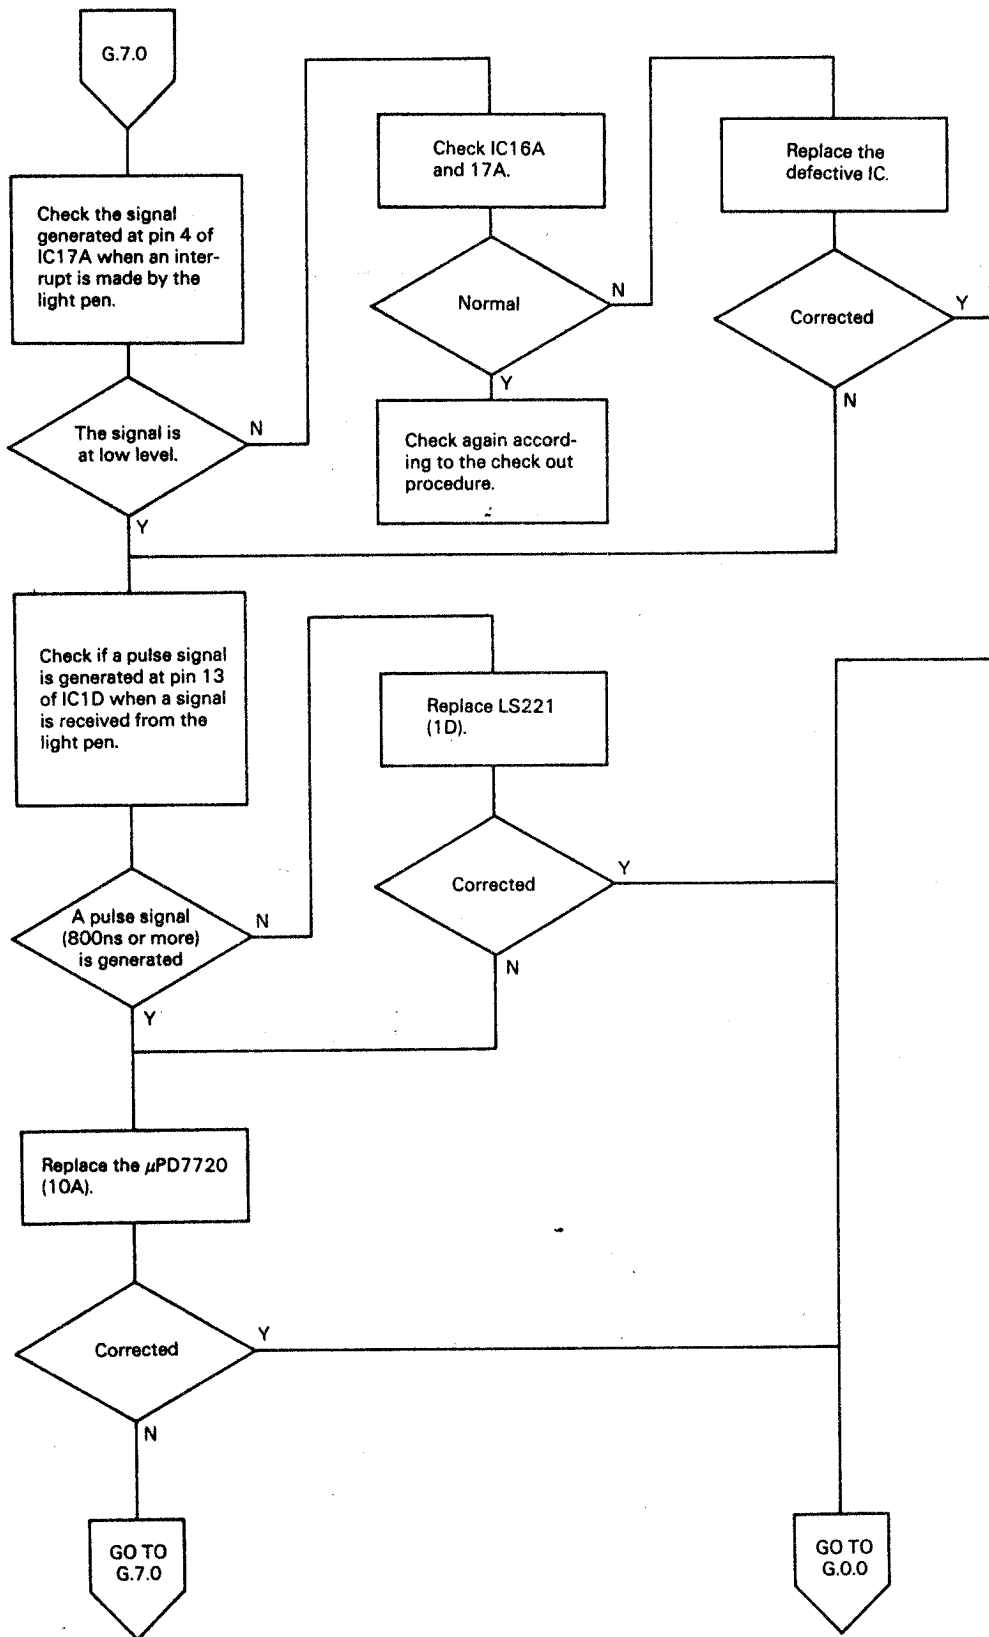 G.7.0
Check the signal
generated at pin 4 of
IC17A when an inter-
rupt is made by the
light pen.
The signal is
at low level.
N
Y
Check IC16A
and 17A.
Normal
N
Y
Check again accord-
ing to the check out
procedure.
Replace the
defective IC.
Corrected
Y
N
Check if a pulse signal
is generated at pin 13
of IC1D when a signal
is received from the
light pen.
A pulse signal
(800ns or more)
is generated
N
Y
Replace LS221
(1D).
Corrected
Y
N
Replace the μPD7720
(10A).
Corrected
Y
N
GO TO
G.7.0
GO TO
G.0.0